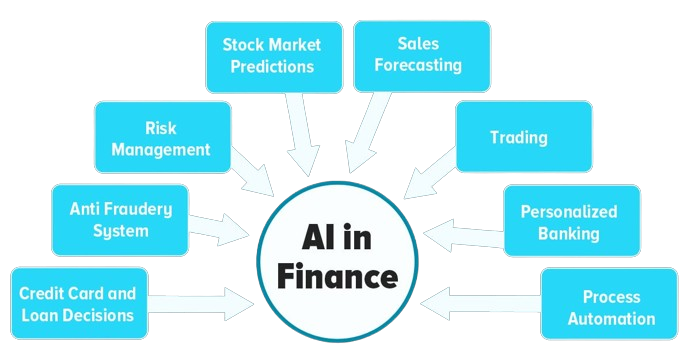 Stock Market
Predictions
Sales
Forecasting
Risk
Management
Trading
Anti Fraudery
System
Personalized
Banking
AI in
Finance
Credit Card and
Loan Decisions
Process
Automation